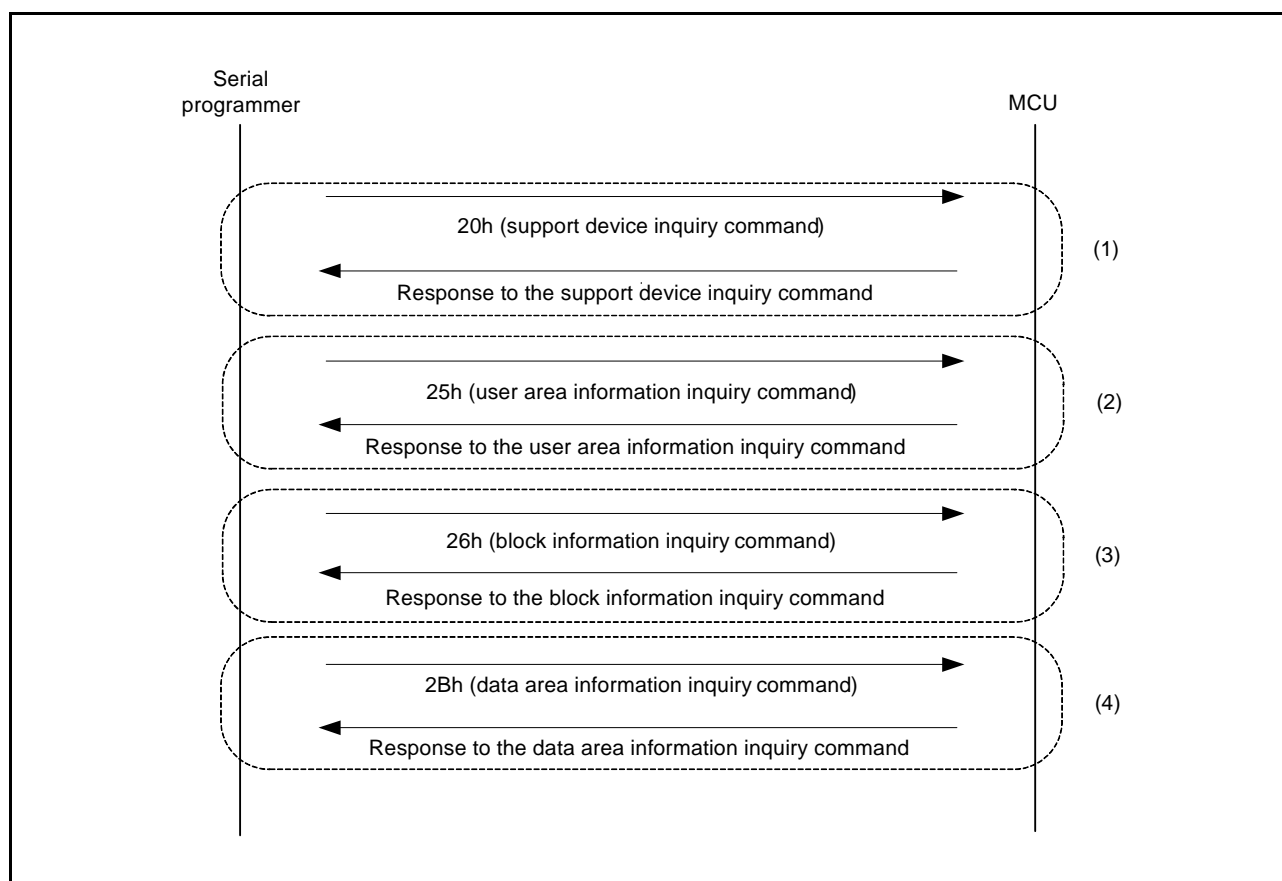 Serial
programmer
MCU
20h (support device inquiry command)
(1)
Response to the support device inquiry command
25h (user area information inquiry command)
(2)
Response to the user area information inquiry command
26h (block information inquiry command)
(3)
Response to the block information inquiry command
2Bh (data area information inquiry command)
(4)
Response to the data area information inquiry command